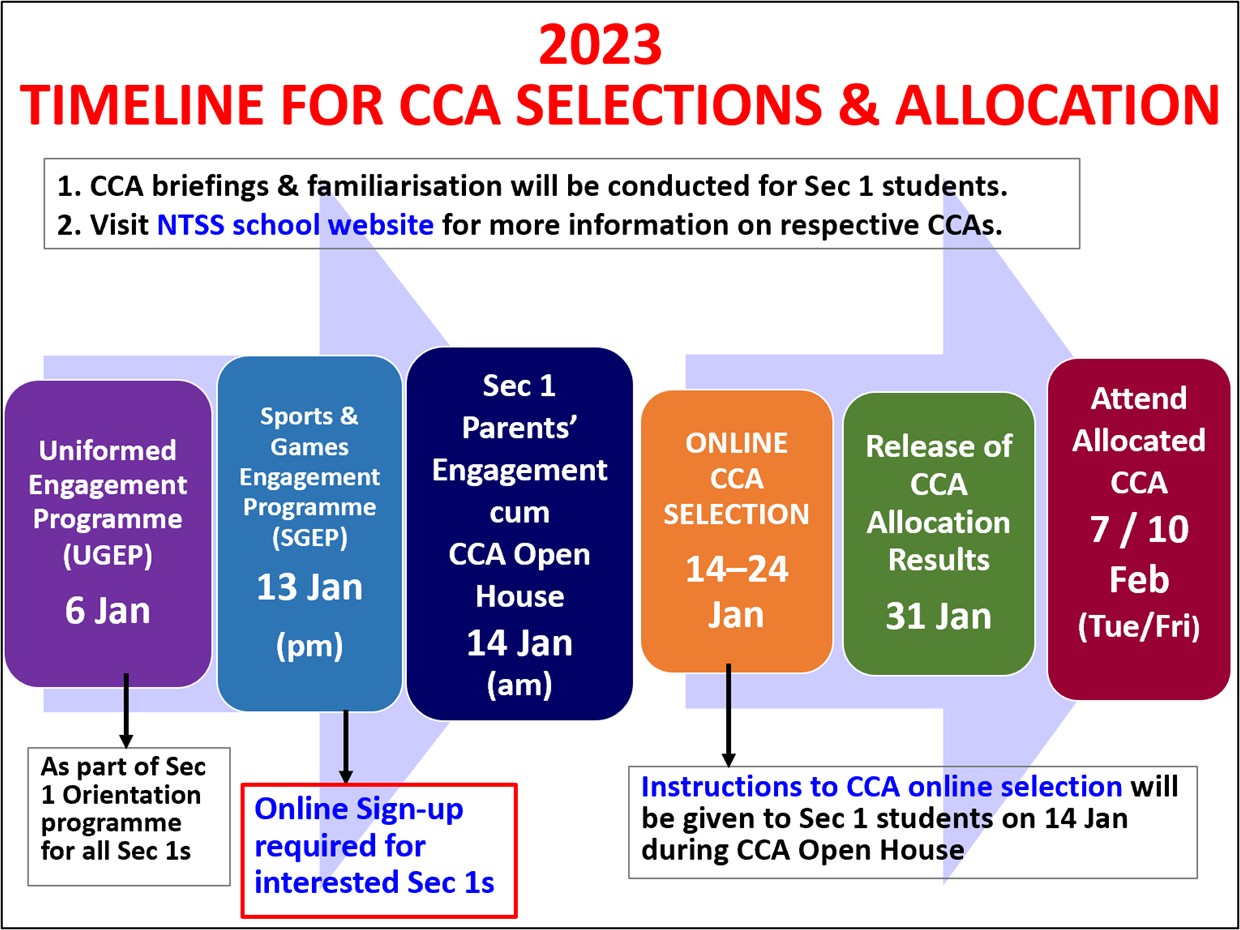 2023
TIMELINE FOR CCA SELECTIONS & ALLOCATION
1. CCA briefings & familiarisation will be conducted for Sec 1 students.
2. Visit NTSS school website for more information on respective CCAs.
Uniformed
Engagement
Programme
(UGEP)
6 Jan
Sports &
Games
Engagement
Programme
(SGEP)
13 Jan
(pm)
Sec 1
Parents’
Engagement
cum
CCA Open
House
14 Jan
(am)
ONLINE
CCA
SELECTION
14–24
Jan
Release of
CCA
Allocation
Results
31 Jan
Attend
Allocated
CCA
7 / 10
Feb
(Tue/Fri)
As part of Sec
1 Orientation
programme
for all Sec 1s
Online Sign-up
required for
interested Sec 1s
Instructions to CCA online selection will
be given to Sec 1 students on 14 Jan
during CCA Open House